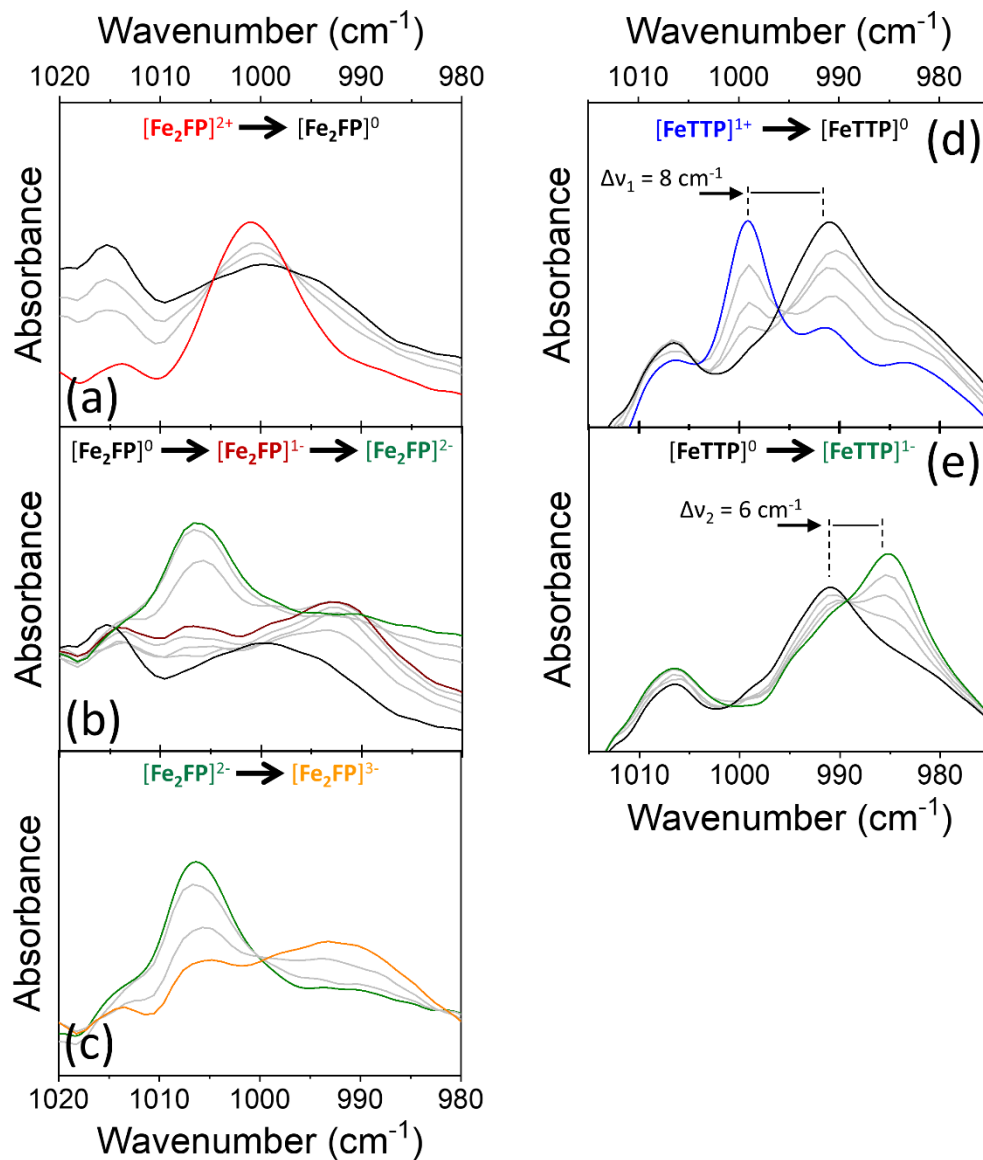 Wavenumber (cm⁻¹)
1020 1010 1000 990 980
[Fe₂FP]²⁺ → [Fe₂FP]⁰
Absorbance
(a)
[Fe₂FP]⁰ → [Fe₂FP]¹⁻ → [Fe₂FP]²⁻
Absorbance
(b)
[Fe₂FP]²⁻ → [Fe₂FP]³⁻
Absorbance
(c)
1020 1010 1000 990 980
Wavenumber (cm⁻¹)
Wavenumber (cm⁻¹)
1010 1000 990 980
[FeTTP]¹⁺ → [FeTTP]⁰ (d)
Δν₁ = 8 cm⁻¹
Absorbance
[FeTTP]⁰ → [FeTTP]¹⁻ (e)
Δν₂ = 6 cm⁻¹
Absorbance
1010 1000 990 980
Wavenumber (cm⁻¹)